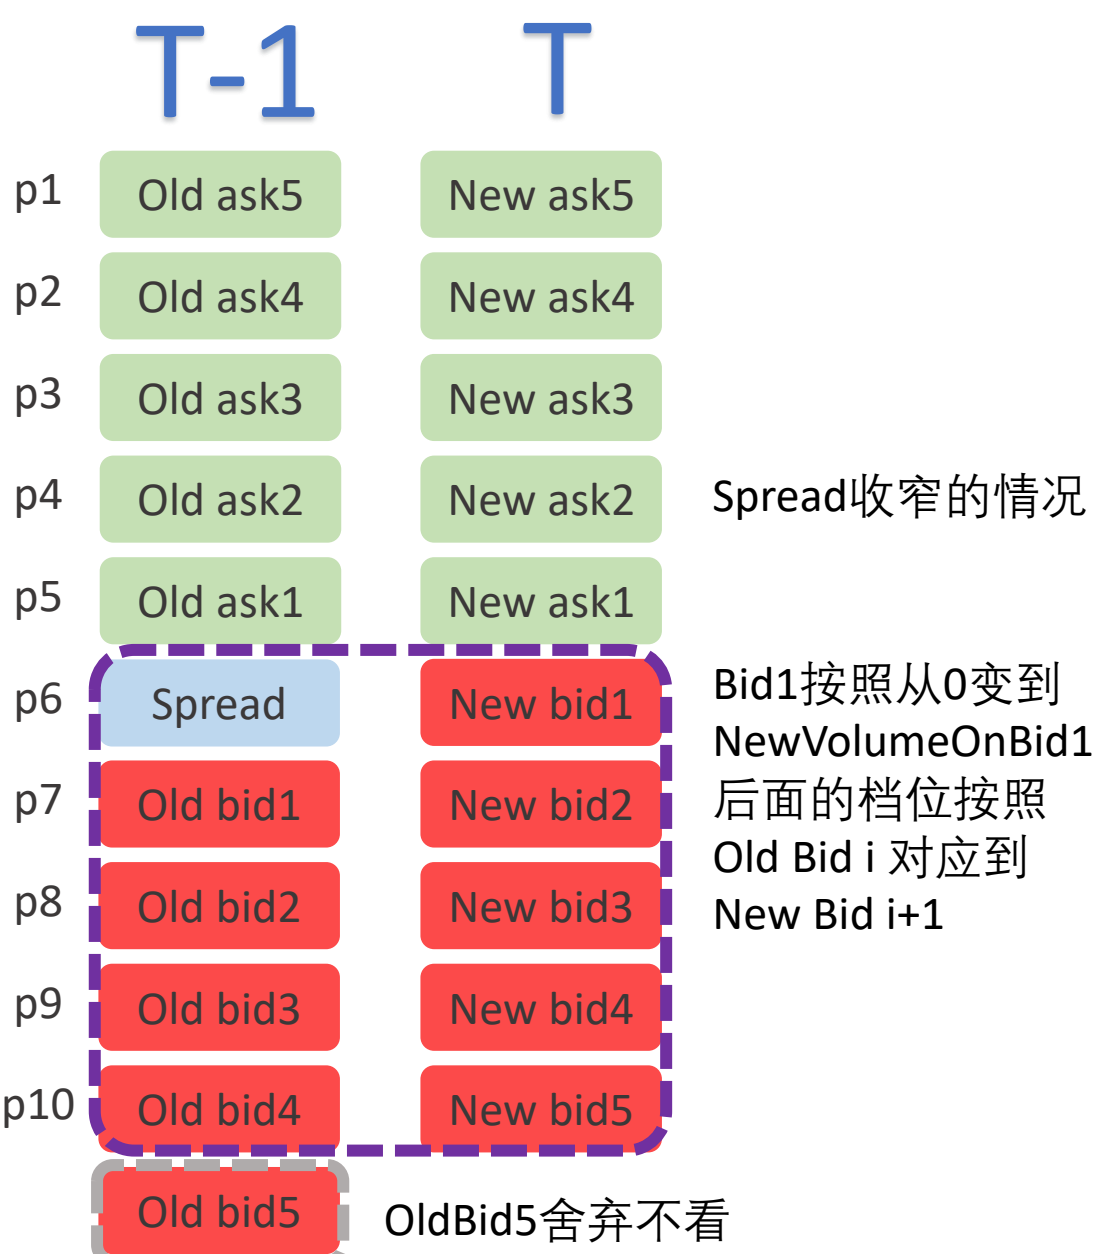 T-1 T
p1 Old ask5 New ask5
p2 Old ask4 New ask4
p3 Old ask3 New ask3
p4 Old ask2 New ask2 Spread收窄的情况
p5 Old ask1 New ask1
p6 Spread New bid1
p7 Old bid1 New bid2
p8 Old bid2 New bid3
p9 Old bid3 New bid4
p10 Old bid4 New bid5
Bid1按照从0变到
NewVolumeOnBid1
后面的档位按照
Old Bid i 对应到
New Bid i+1
Old bid5 OldBid5舍弃不看